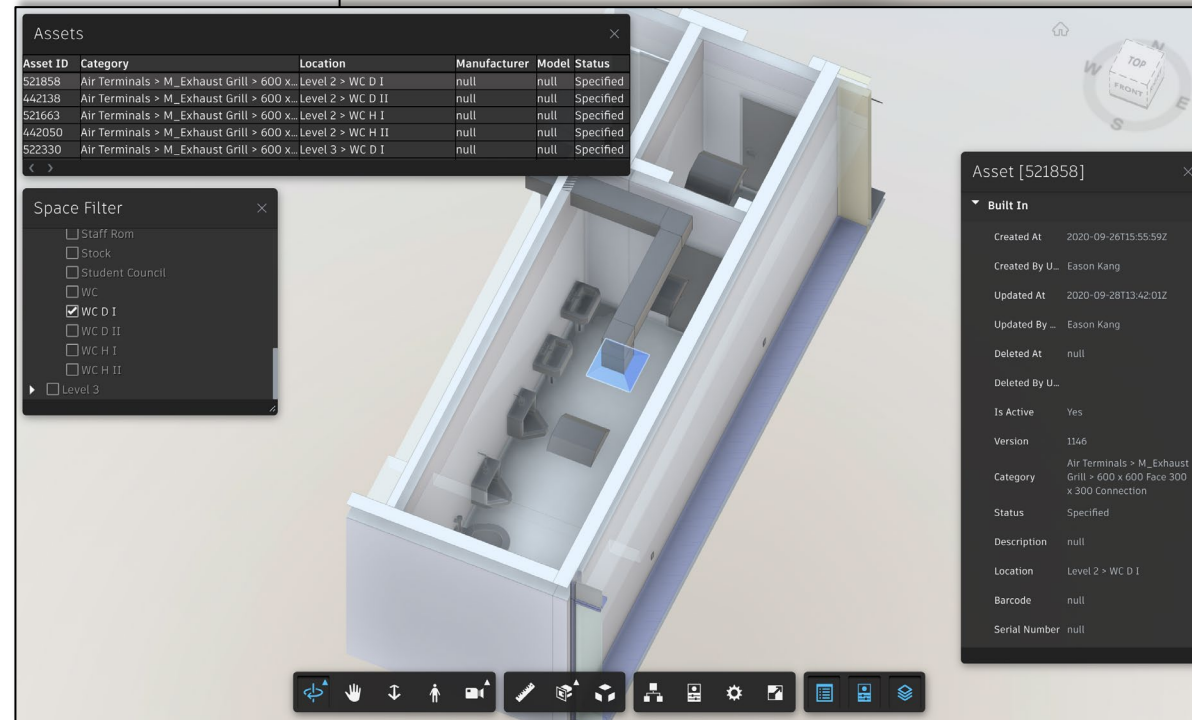 Assets
Asset ID Category Location Manufacturer Model Status
521858 Air Terminals > M_Exhaust Grill > 600 x... Level 2 > WC D I null null Specified
442138 Air Terminals > M_Exhaust Grill > 600 x... Level 2 > WC D II null null Specified
521663 Air Terminals > M_Exhaust Grill > 600 x... Level 2 > WC H I null null Specified
442050 Air Terminals > M_Exhaust Grill > 600 x... Level 2 > WC H II null null Specified
522330 Air Terminals > M_Exhaust Grill > 600 x... Level 3 > WC D I null null Specified
Space Filter
Staff Rom
Stock
Student Council
WC
WC D I
WC D II
WC H I
WC H II
Level 3
N
W
TOP
FRONT
E
S
Asset [521858]
Built In
Created At 2020-09-26T15:55:59Z
Created By U... Eason Kang
Updated At 2020-09-28T13:42:01Z
Updated By ... Eason Kang
Deleted At null
Deleted By U...
Is Active Yes
Version 1146
Category Air Terminals > M_Exhaust
Grill > 600 x 600 Face 300
x 300 Connection
Status Specified
Description null
Location Level 2 > WC D I
Barcode null
Serial Number null